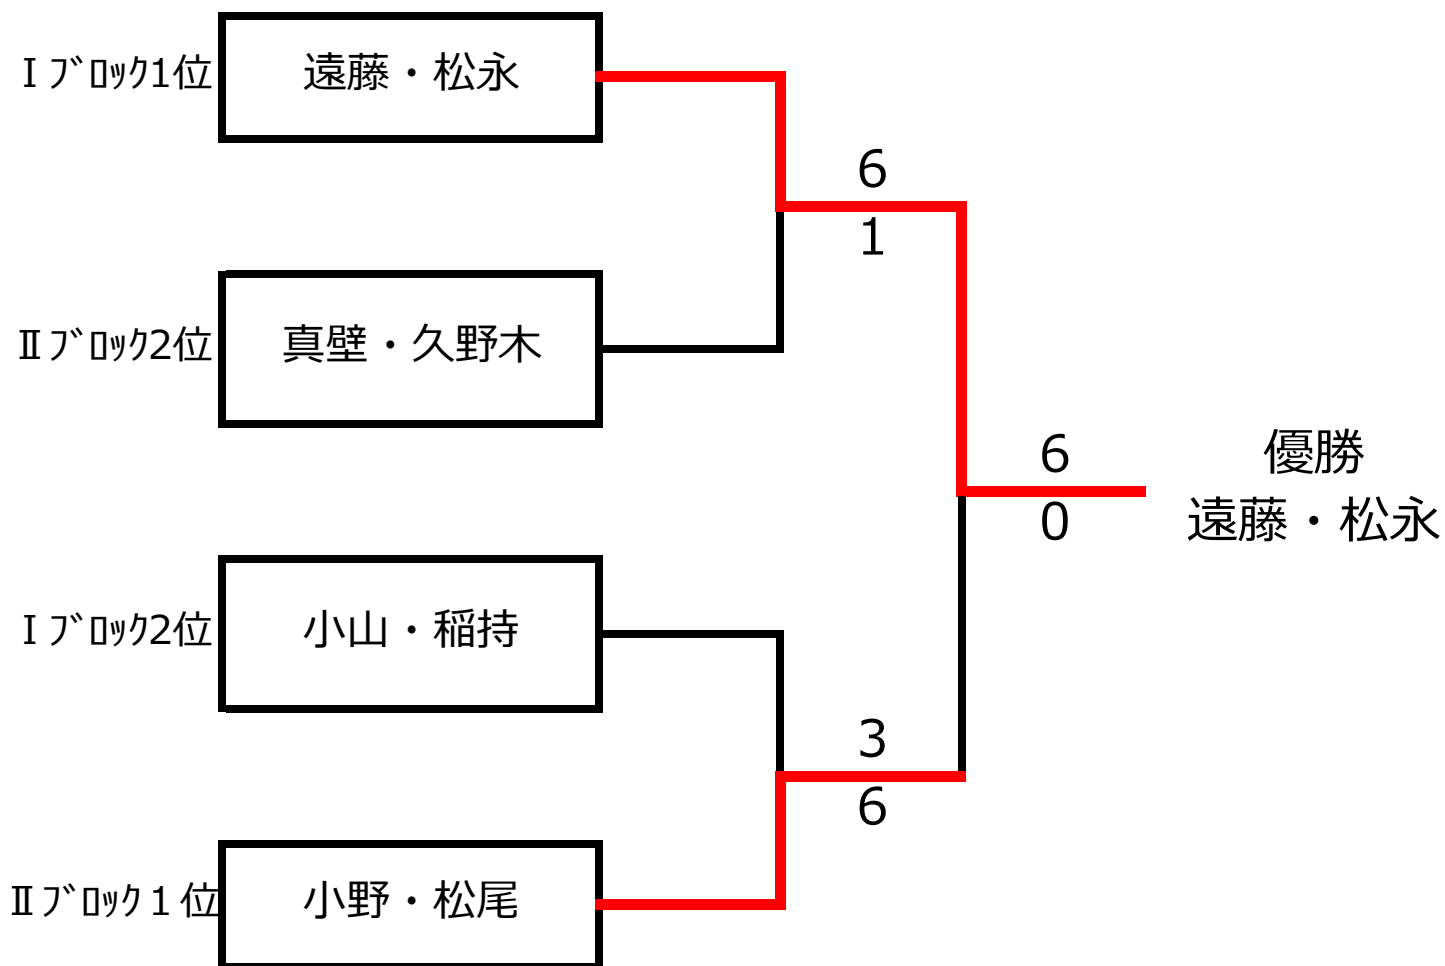 Ⅰﾌﾞﾛｯｸ1位
遠藤・松永
6
1
Ⅱﾌﾞﾛｯｸ2位
真壁・久野木
6
0
優勝
遠藤・松永
Ⅰﾌﾞﾛｯｸ2位
小山・稲持
3
6
Ⅱﾌﾞﾛｯｸ１位
小野・松尾